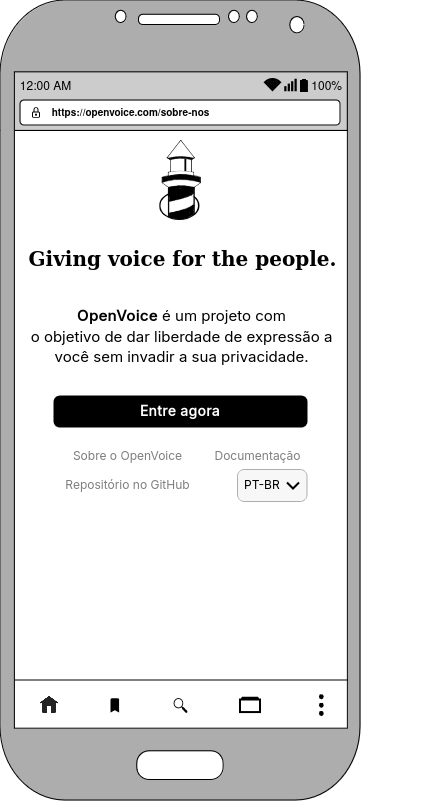 12:00 AM 100%
https://openvoice.com/sobre-nos
Giving voice for the people.
OpenVoice é um projeto com
o objetivo de dar liberdade de expressão a
você sem invadir a sua privacidade.
Entre agora
Sobre o OpenVoice Documentação
Repositório no GitHub PT-BR